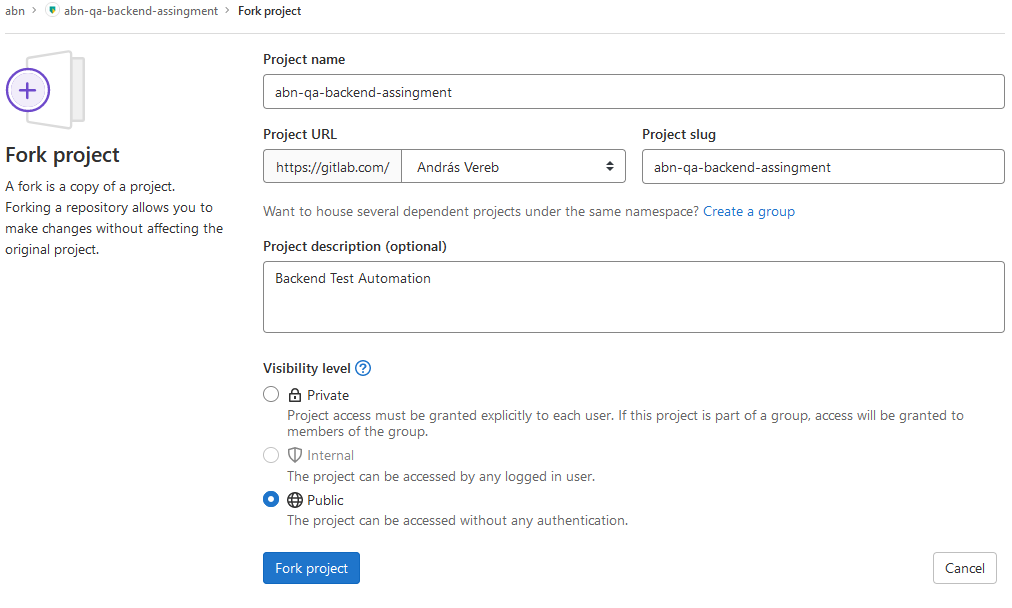 abn > abn-qa-backend-assingment > Fork project
Fork project
A fork is a copy of a project.
Forking a repository allows you to
make changes without affecting the
original project.
Project name
abn-qa-backend-assingment
Project URL
Project slug
https://gitlab.com/ András Vereb
abn-qa-backend-assingment
Want to house several dependent projects under the same namespace? Create a group
Project description (optional)
Backend Test Automation
Visibility level ?
Private
Project access must be granted explicitly to each user. If this project is part of a group, access will be granted to
members of the group.
Internal
The project can be accessed by any logged in user.
Public
The project can be accessed without any authentication.
Fork project
Cancel